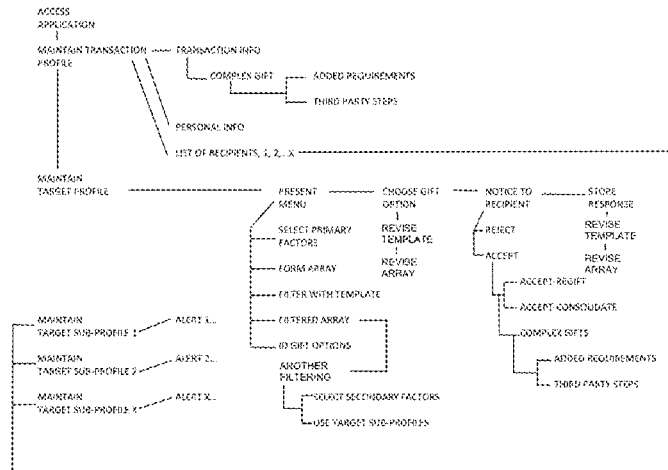 ACCESS
APPLICATION
MAINTAIN TRANSACTION
PROFILE
TRANSACTION INFO
COMPLEX GIFT
ADDED REQUIREMENTS
THIRD PARTY STEPS
PERSONAL INFO
LIST OF RECIPIENTS, 1, 2,.. X
MAINTAIN
TARGET PROFILE
PRESENT
MENU
CHOOSE GIFT
OPTION
NOTICE TO
RECIPIENT
STORE
RESPONSE
SELECT PRIMARY
FACTORS
REVISE
TEMPLATE
REVISE
ARRAY
REJECT
REVISE
TEMPLATE
REVISE
ARRAY
ACCEPT
FORM ARRAY
ACCEPT-REGIFT
FILTER WITH TEMPLATE
ACCEPT-CONSOLIDATE
FILTERED ARRAY
COMPLEX GIFTS
ID GIFT OPTIONS
ADDED REQUIREMENTS
THIRD PARTY STEPS
ANOTHER
FILTERING
SELECT SECONDARY FACTORS
USE TARGET SUB-PROFILES
MAINTAIN
TARGET SUB-PROFILE 1
ALERT 1...
MAINTAIN
TARGET SUB-PROFILE 2
ALERT 2...
MAINTAIN
TARGET SUB-PROFILE X
ALERT X...